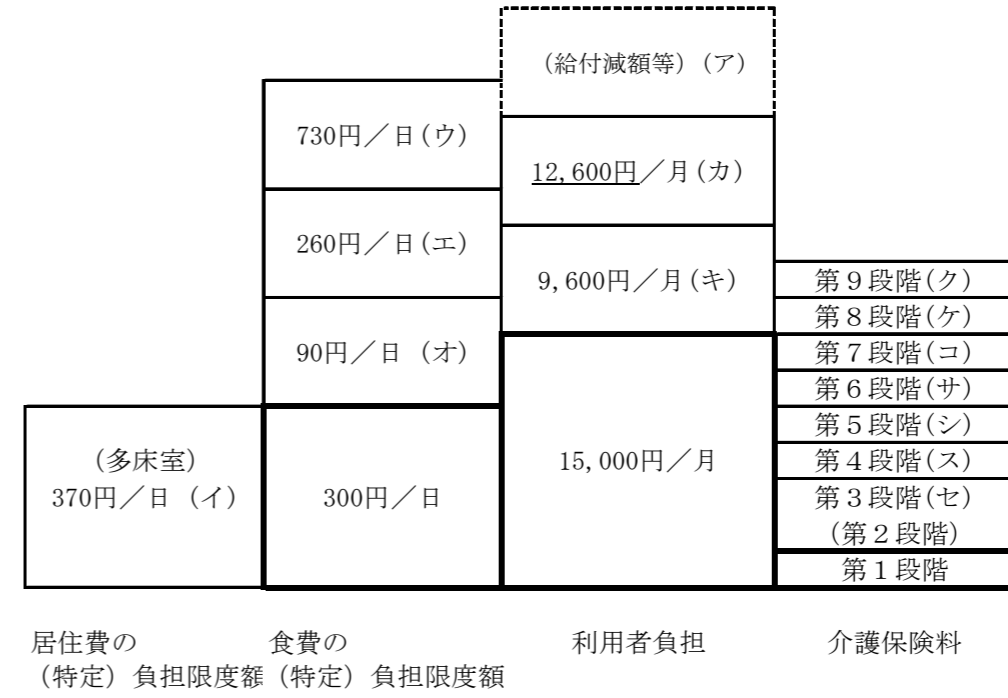 （給付減額等）（ア）
730円／日（ウ）
12,600円／月（カ）
260円／日（エ）
9,600円／月（キ）
第９段階（ク）
第８段階（ケ）
90円／日 （オ）
第７段階（コ）
第６段階（サ）
第５段階（シ）
（多床室）
370円／日 （イ）
300円／日
15,000円／月
第４段階（ス）
第３段階（セ）
（第２段階）
第１段階
居住費の
（特定）負担限度額
食費の
（特定）負担限度額
利用者負担
介護保険料